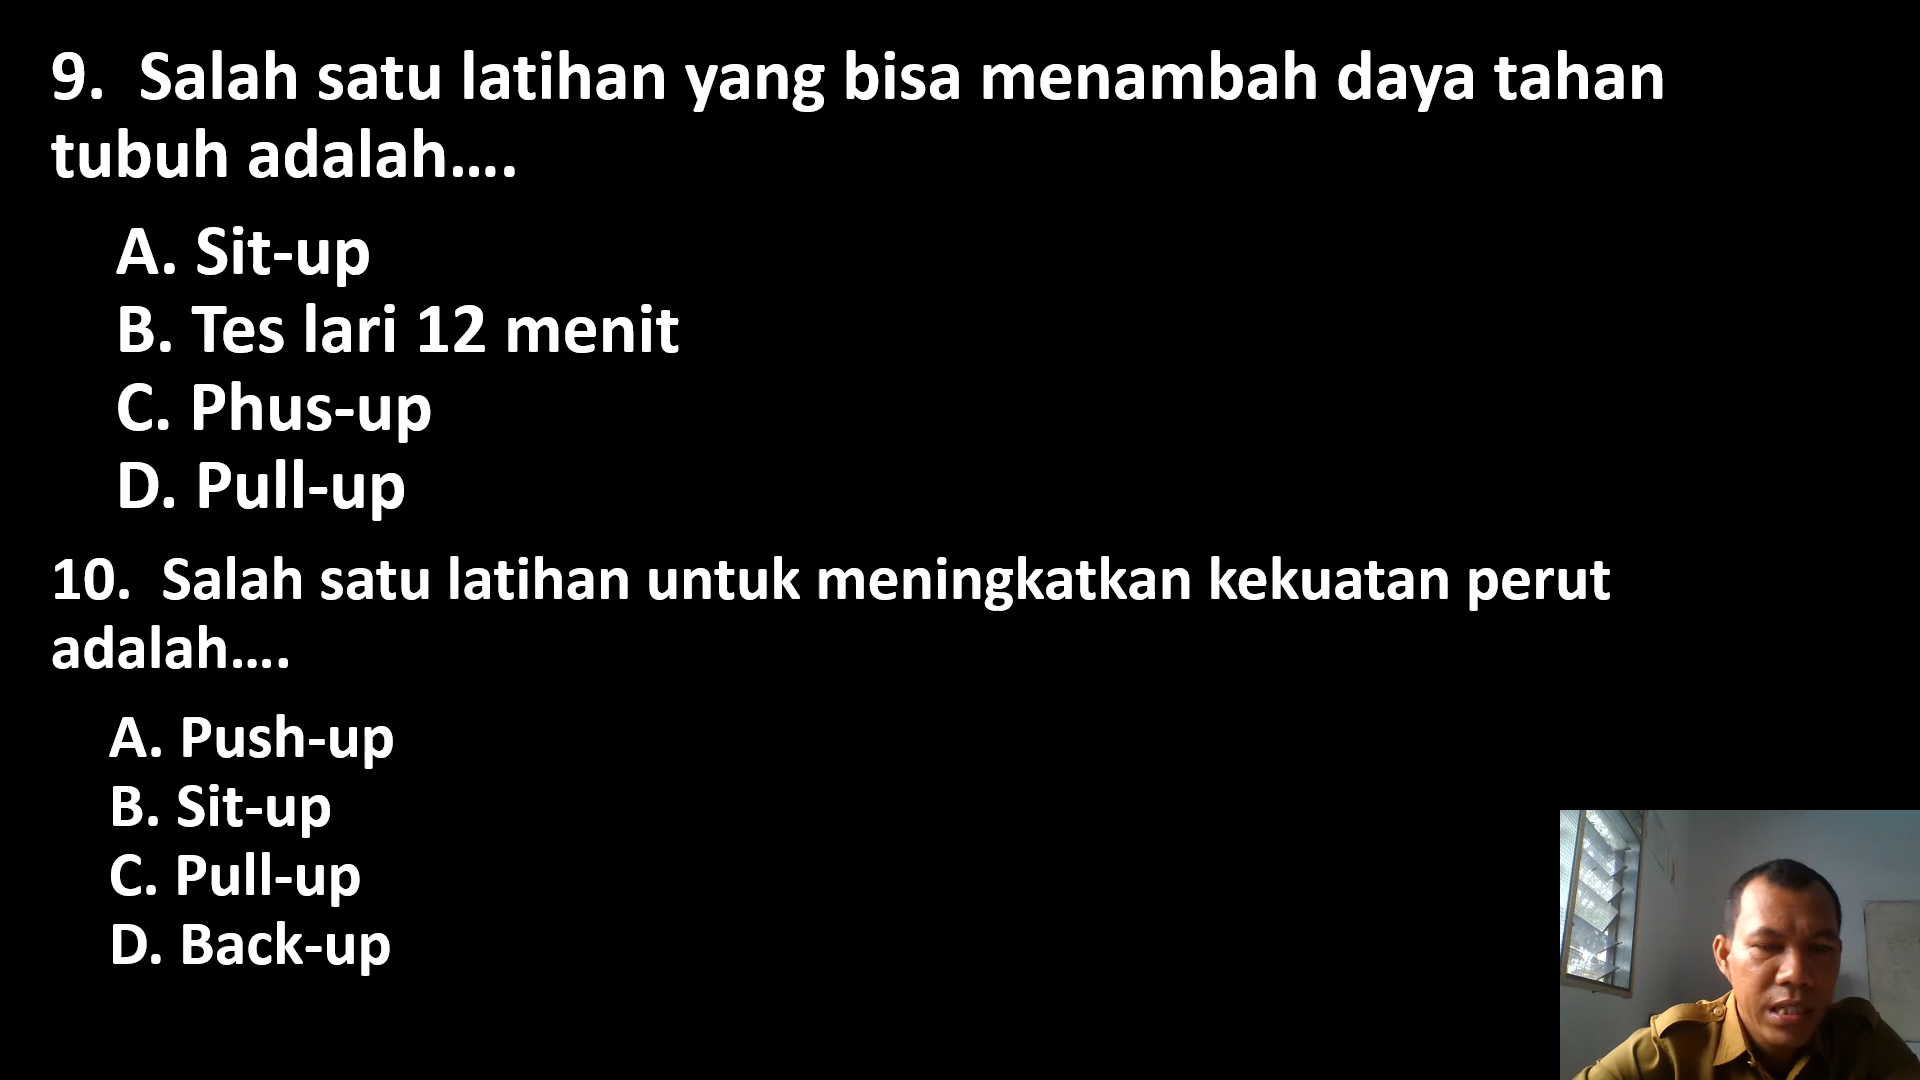 9. Salah satu latihan yang bisa menambah daya tahan
tubuh adalah....
A. Sit-up
B. Tes lari 12 menit
C. Phus-up
D. Pull-up
10. Salah satu latihan untuk meningkatkan kekuatan perut
adalah....
A. Push-up
B. Sit-up
C. Pull-up
D. Back-up